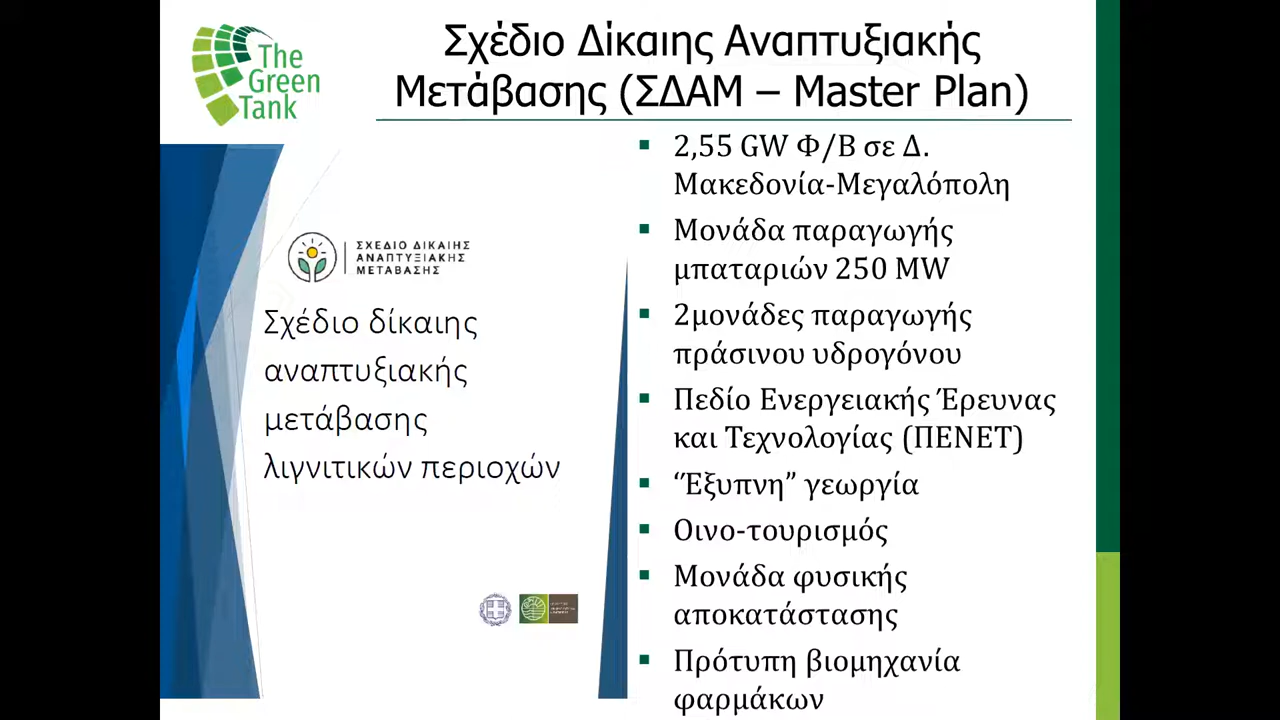 The
Green
Tank
Σχέδιο Δίκαιης Αναπτυξιακής
Μετάβασης (ΣΔΑΜ – Master Plan)
ΣΧΕΔΙΟ ΔΙΚΑΙΗΣ
ΑΝΑΠΤΥΞΙΑΚΗΣ
ΜΕΤΑΒΑΣΗΣ
Σχέδιο δίκαιης
αναπτυξιακής
μετάβασης
λιγνιτικών περιοχών
▪ 2,55 GW Φ/Β σε Δ.
Μακεδονία-Μεγαλόπολη
▪ Μονάδα παραγωγής
μπαταριών 250 MW
▪ 2μονάδες παραγωγής
πράσινου υδρογόνου
▪ Πεδίο Ενεργειακής Έρευνας
και Τεχνολογίας (ΠΕΝΕΤ)
▪ “Έξυπνη” γεωργία
▪ Οινο-τουρισμός
▪ Μονάδα φυσικής
αποκατάστασης
▪ Πρότυπη βιομηχανία
φαρμάκων